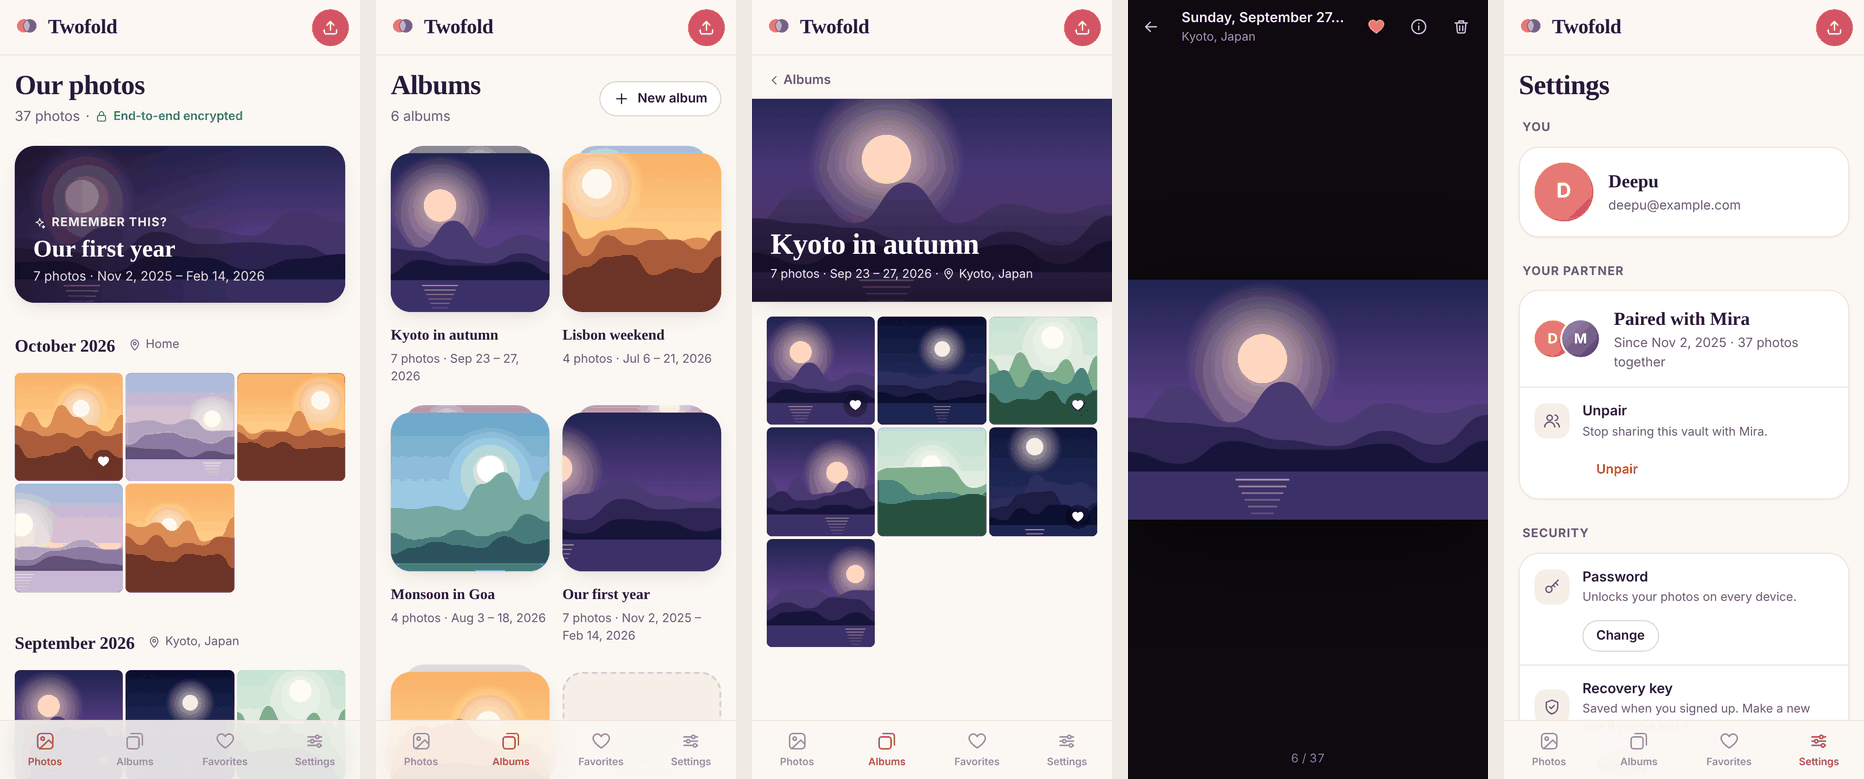 Twofold
Our photos
37 photos · End-to-end encrypted
REMEMBER THIS?
Our first year
7 photos · Nov 2, 2025 – Feb 14, 2026
October 2026 Home
September 2026 Kyoto, Japan
Photos Albums Favorites Settings
Twofold
Albums
6 albums
New album
Kyoto in autumn
7 photos · Sep 23 – 27,
2026
Lisbon weekend
4 photos · Jul 6 – 21, 2026
Monsoon in Goa
4 photos · Aug 3 – 18, 2026
Our first year
7 photos · Nov 2, 2025 –
Feb 14, 2026
Photos Albums Favorites Settings
Twofold
Albums
Kyoto in autumn
7 photos · Sep 23 – 27, 2026 · Kyoto, Japan
Photos Albums Favorites Settings
Sunday, September 27...
Kyoto, Japan
6 / 37
Twofold
Settings
YOU
D
Deepu
deepu@example.com
YOUR PARTNER
D M
Paired with Mira
Since Nov 2, 2025 · 37 photos
together
Unpair
Stop sharing this vault with Mira.
Unpair
SECURITY
Password
Unlocks your photos on every device.
Change
Recovery key
Saved when you signed up. Make a new
Photos Albums Favorites Settings